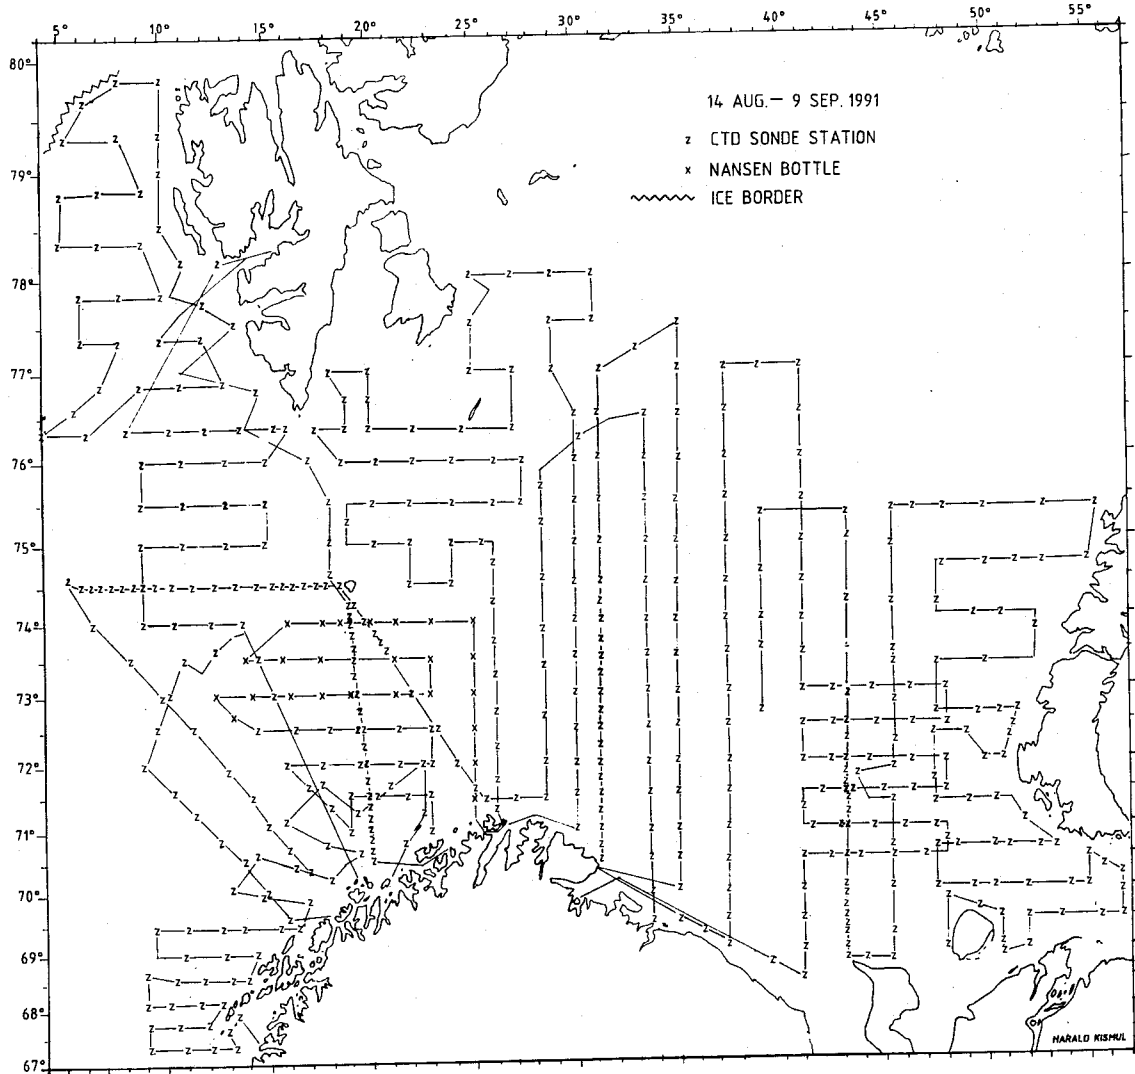 5° 10° 15° 20° 25° 30° 35° 40° 45° 50° 55°
80°
14 AUG.— 9 SEP. 1991
z CTD SONDE STATION
x NANSEN BOTTLE
ICE BORDER
79°
78°
77°
76°
75°
74°
73°
72°
71°
70°
69°
68°
67°
HARALD KISMUL